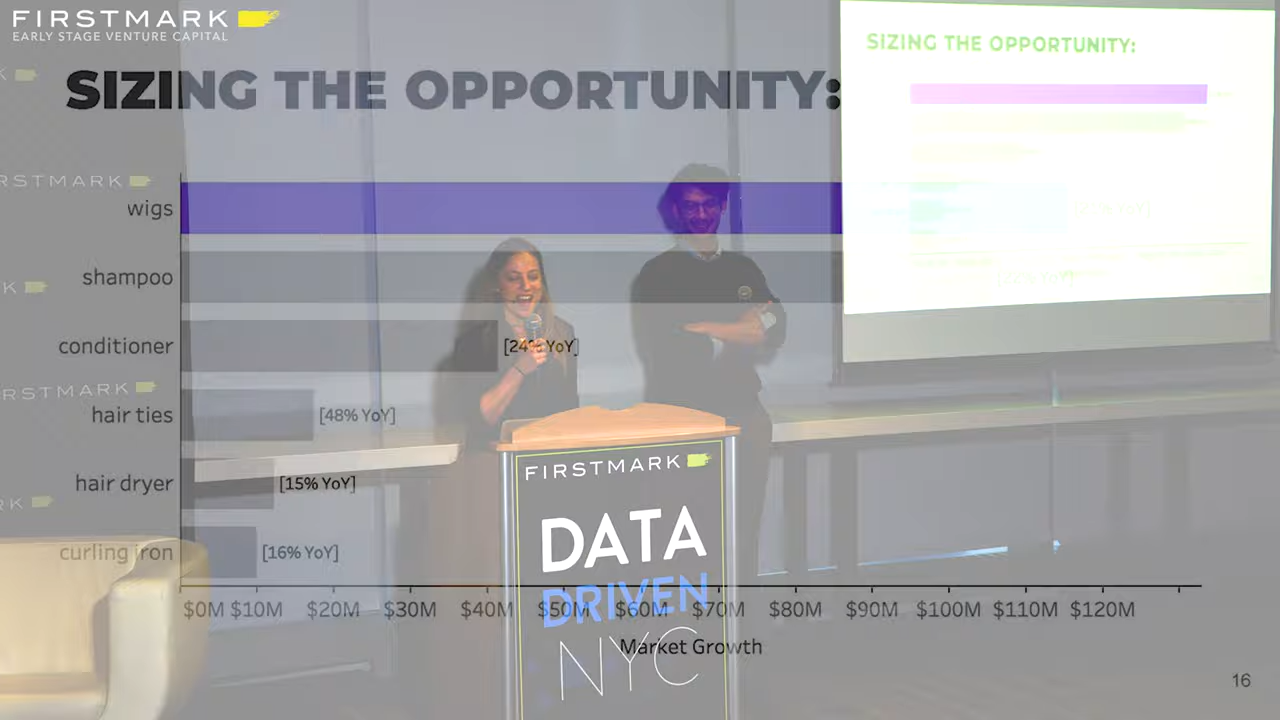 FIRSTMARK
EARLY STAGE VENTURE CAPITAL
SIZING THE OPPORTUNITY:
SIZING THE OPPORTUNITY:
K
RSTMARK
wigs
shampoo
K
conditioner
[24% YoY]
RSTMARK
hair ties
[48% YoY]
hair dryer
[15% YoY]
K
curling iron
[16% YoY]
$0M $10M $20M $30M $40M $50M $60M $70M $80M $90M $100M $110M $120M
Market Growth
FIRSTMARK
DATA
DRIVEN
NYC
16